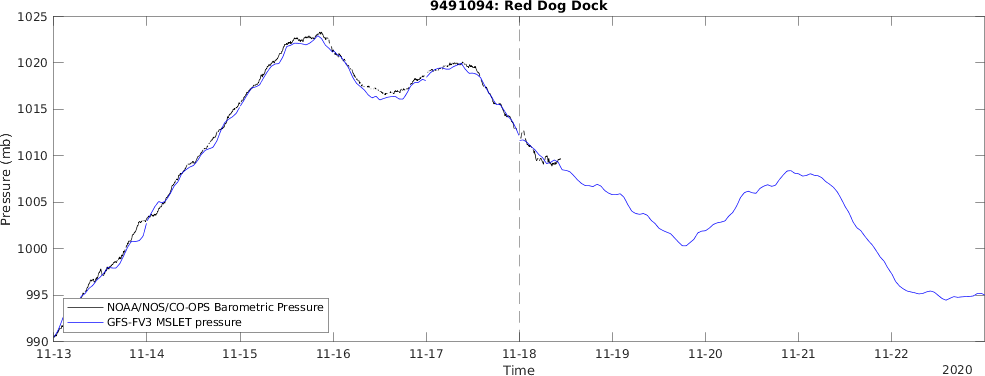 9491094: Red Dog Dock
Pressure (mb)
1025
1020
1015
1010
1005
1000
995
990
NOAA/NOS/CO-OPS Barometric Pressure
GFS-FV3 MSLET pressure
11-13 11-14 11-15 11-16 11-17 11-18 11-19 11-20 11-21 11-22
Time
2020